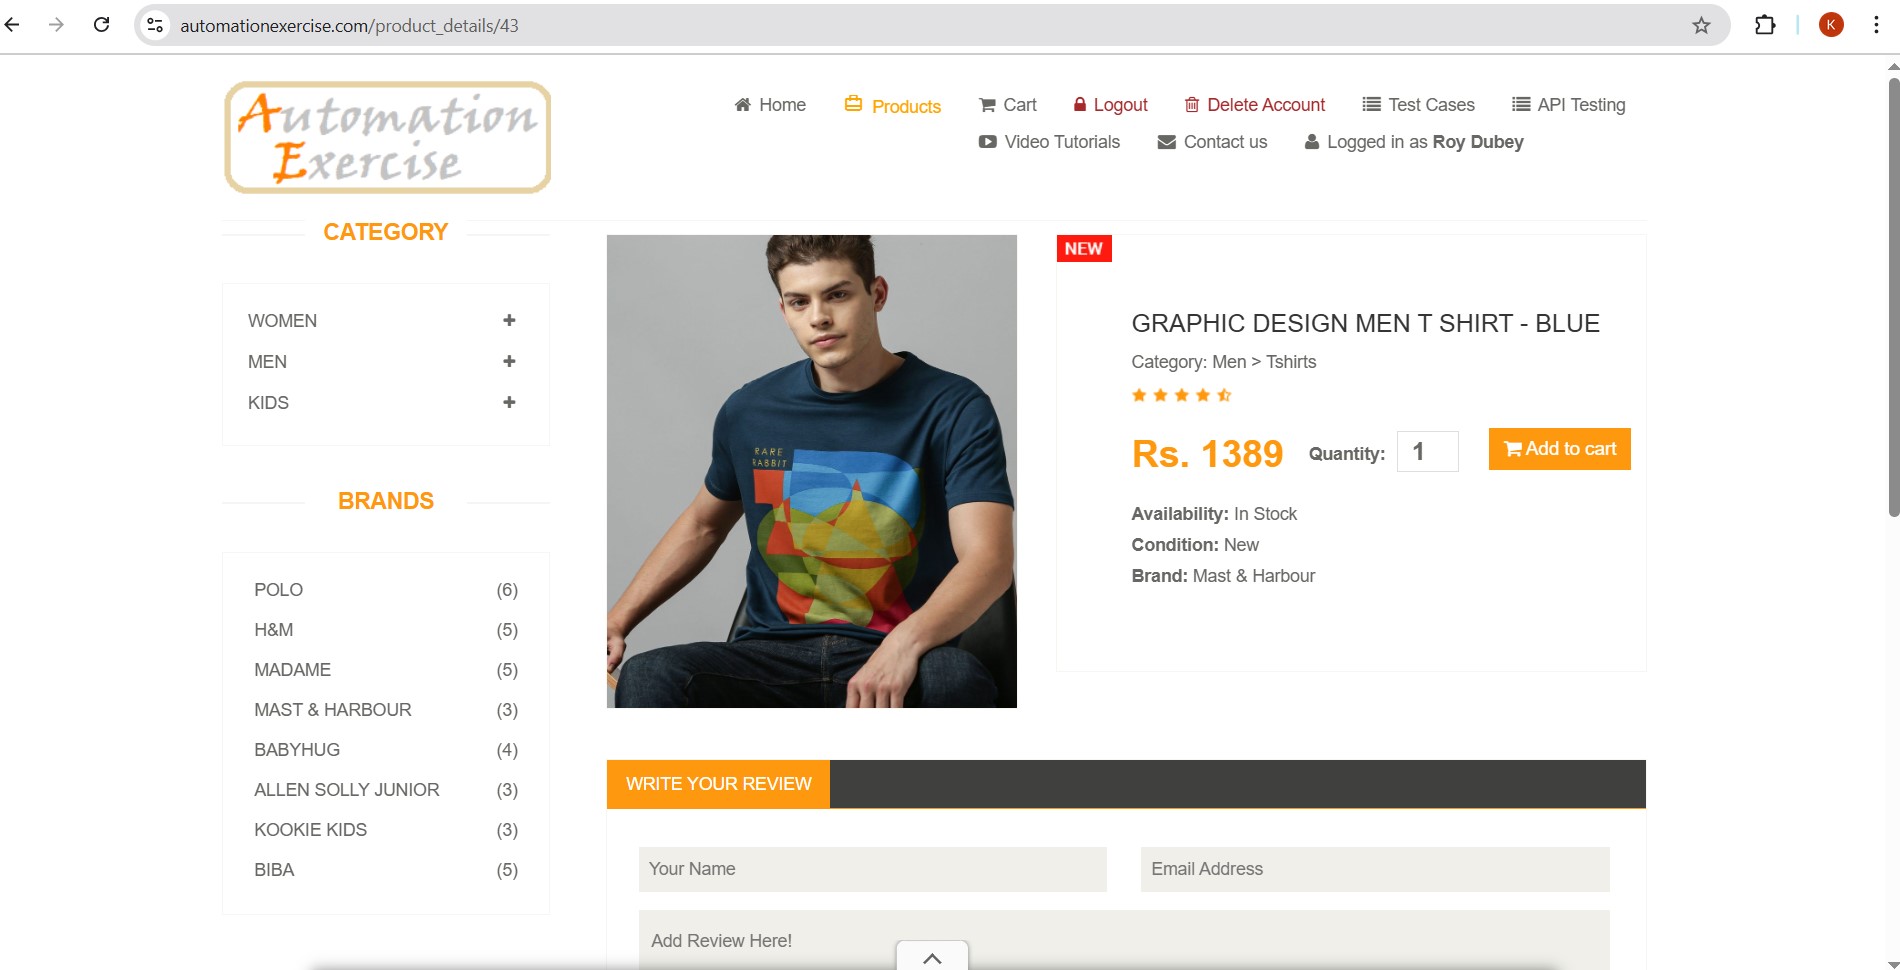 automationexercise.com/product_details/43
K
Automation
Exercise
Home
Products
Cart
Logout
Delete Account
Test Cases
API Testing
Video Tutorials
Contact us
Logged in as Roy Dubey
CATEGORY
WOMEN
MEN
KIDS
BRANDS
POLO (6)
H&M (5)
MADAME (5)
MAST & HARBOUR (3)
BABYHUG (4)
ALLEN SOLLY JUNIOR (3)
KOOKIE KIDS (3)
BIBA (5)
RARE
RABBIT
NEW
GRAPHIC DESIGN MEN T SHIRT - BLUE
Category: Men > Tshirts
Rs. 1389 Quantity: 1 Add to cart
Availability: In Stock
Condition: New
Brand: Mast & Harbour
WRITE YOUR REVIEW
Your Name
Email Address
Add Review Here!